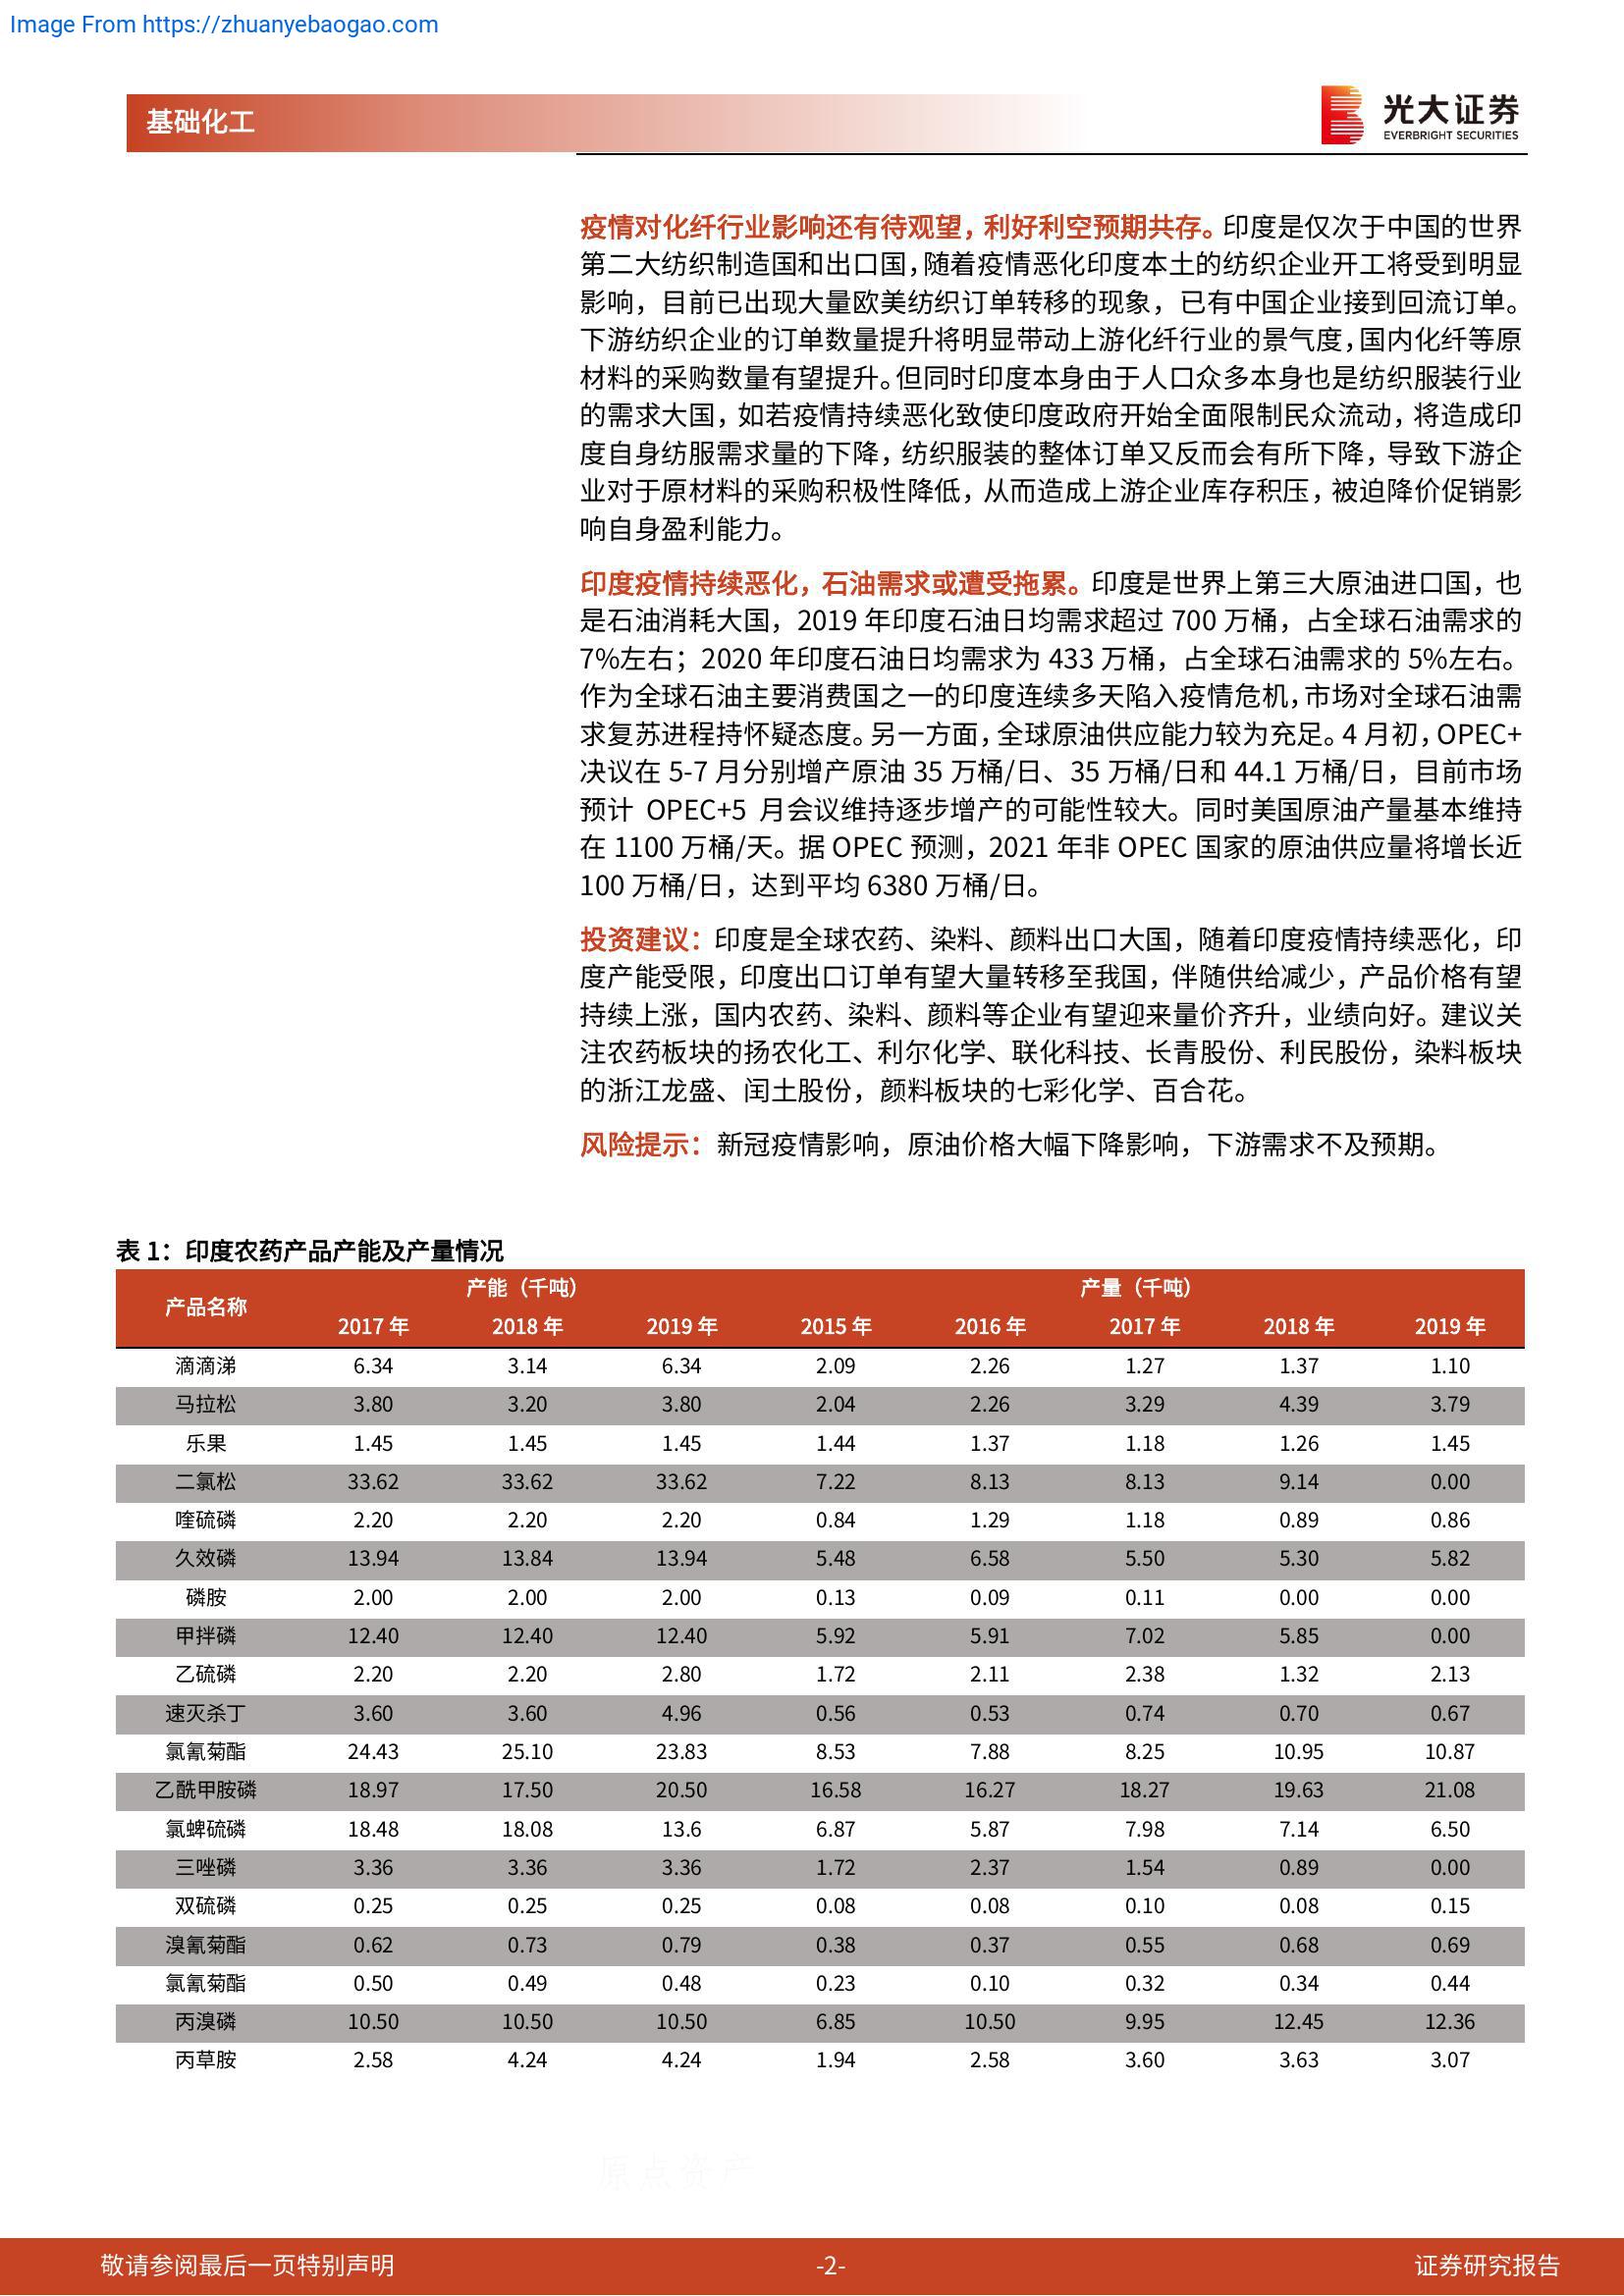 Image From https://zhuanyebaogao.com
基础化工
光大证券
EVERBRIGHT SECURITIES
疫情对化纤行业影响还有待观望，利好利空预期共存。印度是仅次于中国的世界
第二大纺织制造国和出口国，随着疫情恶化印度本土的纺织企业开工将受到明显
影响，目前已出现大量欧美纺织订单转移的现象，已有中国企业接到回流订单。
下游纺织企业的订单数量提升将明显带动上游化纤行业的景气度，国内化纤等原
材料的采购数量有望提升。但同时印度本身由于人口众多本身也是纺织服装行业
的需求大国，如若疫情持续恶化致使印度政府开始全面限制民众流动，将造成印
度自身纺服需求量的下降，纺织服装的整体订单又反而会有所下降，导致下游企
业对于原材料的采购积极性降低，从而造成上游企业库存积压，被迫降价促销影
响自身盈利能力。
印度疫情持续恶化，石油需求或遭受拖累。印度是世界上第三大原油进口国，也
是石油消耗大国，2019 年印度石油日均需求超过 700 万桶，占全球石油需求的
7%左右；2020 年印度石油日均需求为 433 万桶，占全球石油需求的 5%左右。
作为全球石油主要消费国之一的印度连续多天陷入疫情危机，市场对全球石油需
求复苏进程持怀疑态度。另一方面，全球原油供应能力较为充足。4 月初，OPEC+
决议在 5-7 月分别增产原油 35 万桶/日、35 万桶/日和 44.1 万桶/日，目前市场
预计 OPEC+5 月会议维持逐步增产的可能性较大。同时美国原油产量基本维持
在 1100 万桶/天。据 OPEC 预测，2021 年非 OPEC 国家的原油供应量将增长近
100 万桶/日，达到平均 6380 万桶/日。
投资建议：印度是全球农药、染料、颜料出口大国，随着印度疫情持续恶化，印
度产能受限，印度出口订单有望大量转移至我国，伴随供给减少，产品价格有望
持续上涨，国内农药、染料、颜料等企业有望迎来量价齐升，业绩向好。建议关
注农药板块的扬农化工、利尔化学、联化科技、长青股份、利民股份，染料板块
的浙江龙盛、闰土股份，颜料板块的七彩化学、百合花。
风险提示：新冠疫情影响，原油价格大幅下降影响，下游需求不及预期。
表 1：印度农药产品产能及产量情况
产品名称 产能（千吨） 产量（千吨）
2017 年 2018 年 2019 年 2015 年 2016 年 2017 年 2018 年 2019 年
滴滴涕 6.34 3.14 6.34 2.09 2.26 1.27 1.37 1.10
马拉松 3.80 3.20 3.80 2.04 2.26 3.29 4.39 3.79
乐果 1.45 1.45 1.45 1.44 1.37 1.18 1.26 1.45
二氯松 33.62 33.62 33.62 7.22 8.13 8.13 9.14 0.00
喹硫磷 2.20 2.20 2.20 0.84 1.29 1.18 0.89 0.86
久效磷 13.94 13.84 13.94 5.48 6.58 5.50 5.30 5.82
磷胺 2.00 2.00 2.00 0.13 0.09 0.11 0.00 0.00
甲拌磷 12.40 12.40 12.40 5.92 5.91 7.02 5.85 0.00
乙硫磷 2.20 2.20 2.80 1.72 2.11 2.38 1.32 2.13
速灭杀丁 3.60 3.60 4.96 0.56 0.53 0.74 0.70 0.67
氯氰菊酯 24.43 25.10 23.83 8.53 7.88 8.25 10.95 10.87
乙酰甲胺磷 18.97 17.50 20.50 16.58 16.27 18.27 19.63 21.08
氯蜱硫磷 18.48 18.08 13.6 6.87 5.87 7.98 7.14 6.50
三唑磷 3.36 3.36 3.36 1.72 2.37 1.54 0.89 0.00
双硫磷 0.25 0.25 0.25 0.08 0.08 0.10 0.08 0.15
溴氰菊酯 0.62 0.73 0.79 0.38 0.37 0.55 0.68 0.69
氯氰菊酯 0.50 0.49 0.48 0.23 0.10 0.32 0.34 0.44
丙溴磷 10.50 10.50 10.50 6.85 10.50 9.95 12.45 12.36
丙草胺 2.58 4.24 4.24 1.94 2.58 3.60 3.63 3.07
原点资产
敬请参阅最后一页特别声明 -2- 证券研究报告